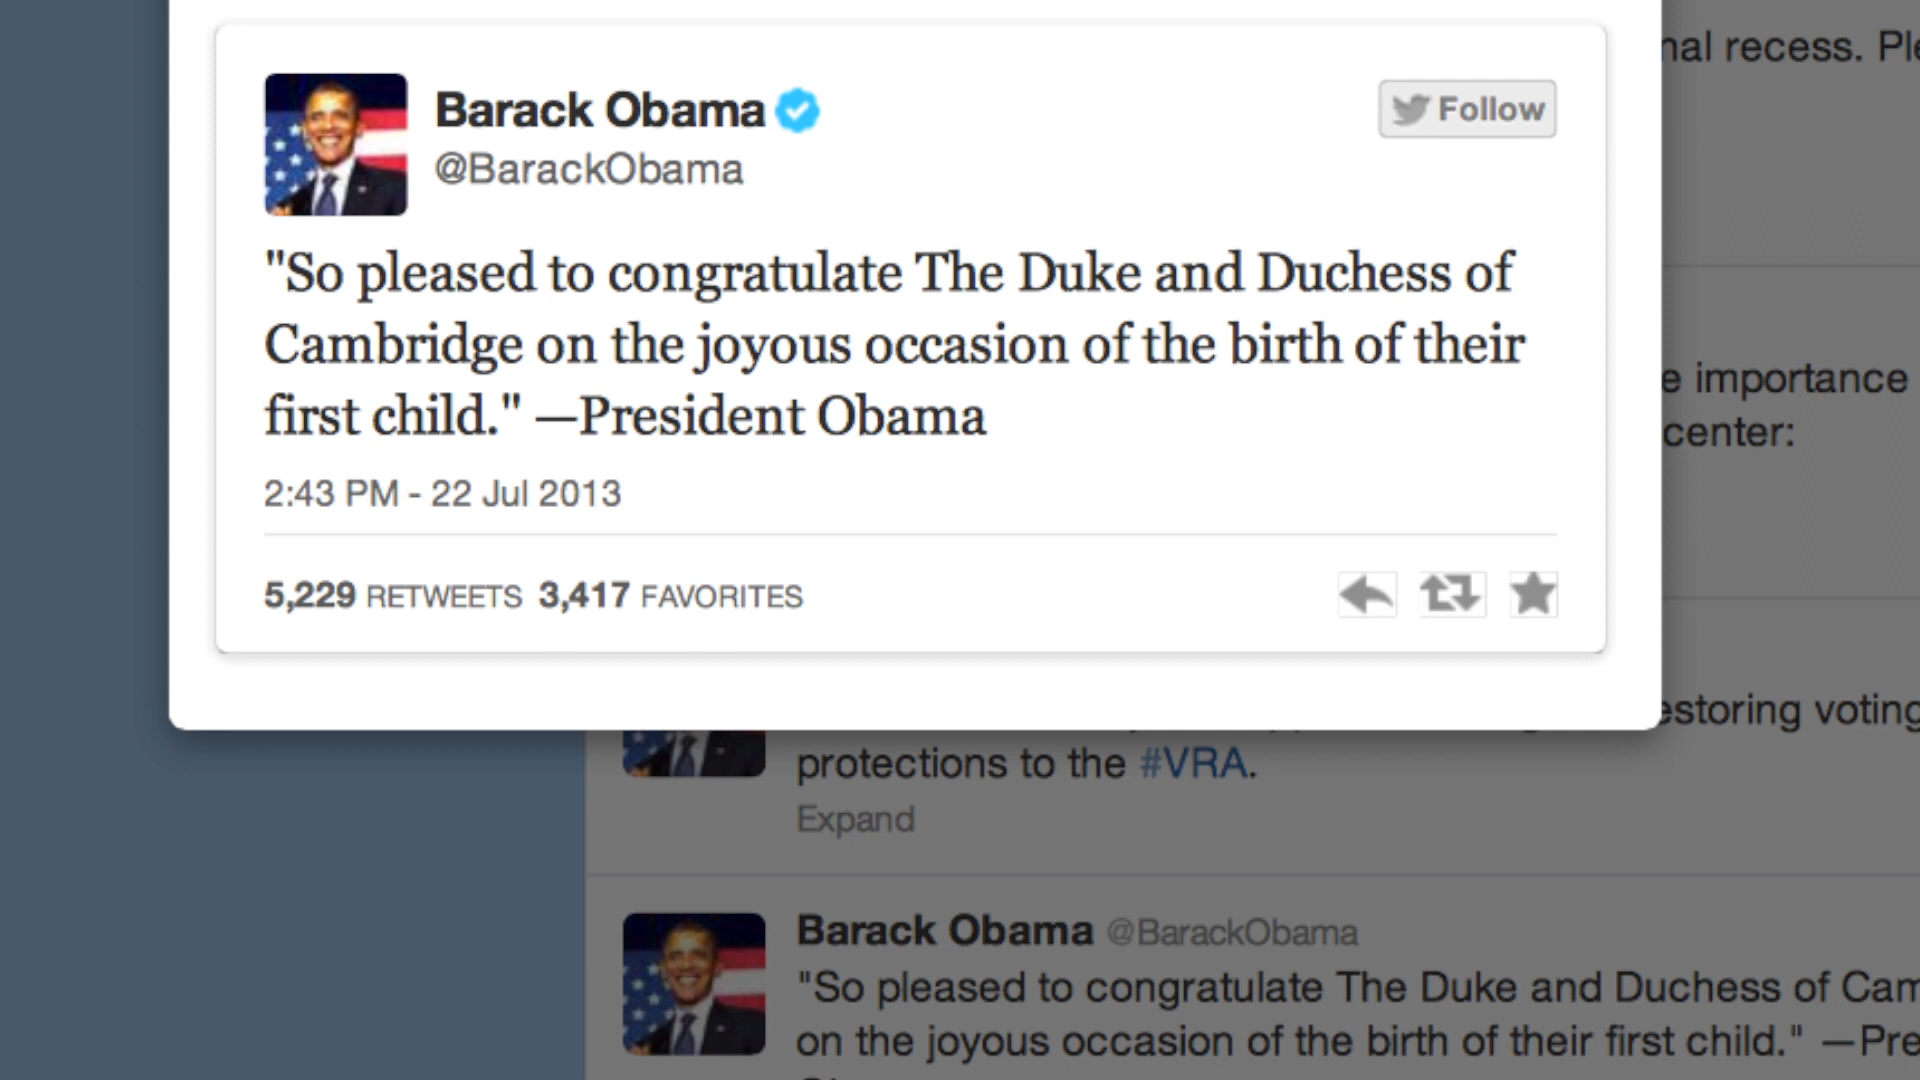 Barack Obama
Follow
@BarackObama
"So pleased to congratulate The Duke and Duchess of
Cambridge on the joyous occasion of the birth of their
first child." —President Obama
2:43 PM - 22 Jul 2013
5,229 RETWEETS 3,417 FAVORITES
nal recess. Ple
e importance
center:
estoring voting
protections to the #VRA.
Expand
Barack Obama @BarackObama
"So pleased to congratulate The Duke and Duchess of Cam
on the joyous occasion of the birth of their first child." —Pre